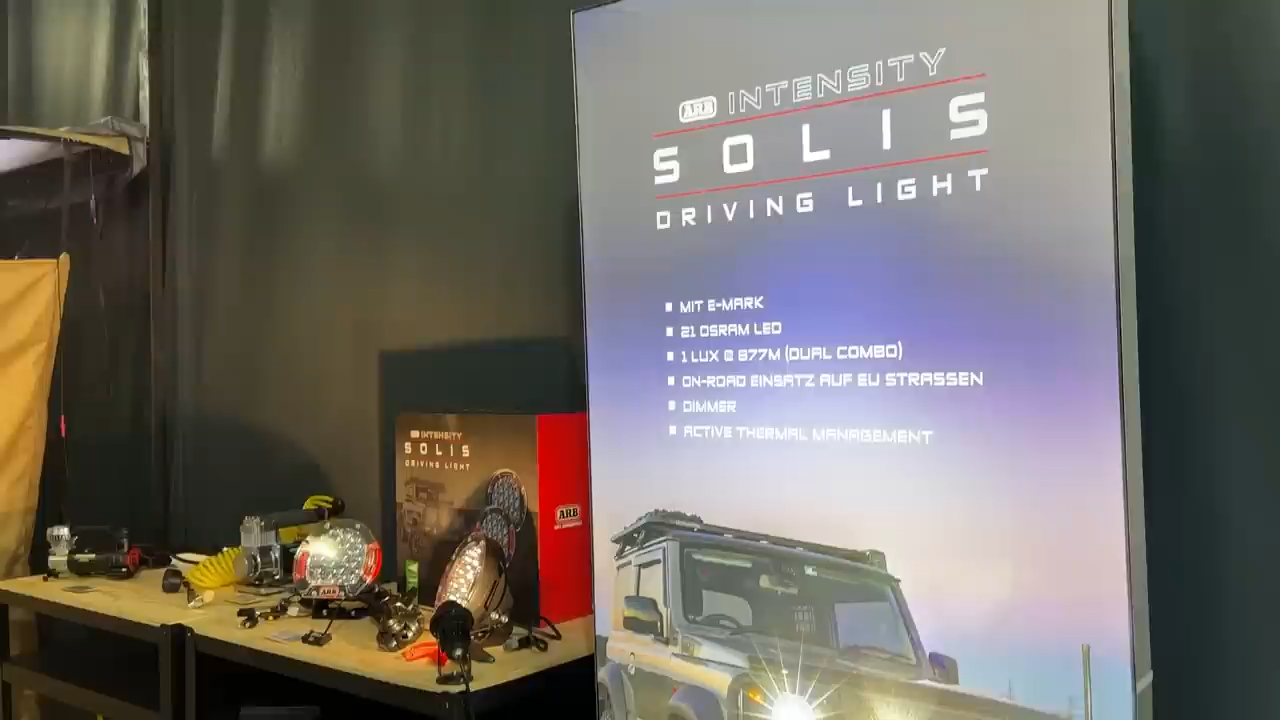 ARB INTENSITY
SOLIS
DRIVING LIGHT
MIT E-MARK
21 OSRAM LED
1 LUX @ 877M (DUAL COMBO)
ON-ROAD EINSATZ AUF EU STRASSEN
DIMMER
ACTIVE THERMAL MANAGEMENT
INTENSITY
SOLIS
DRIVING LIGHT
ARB
ARB